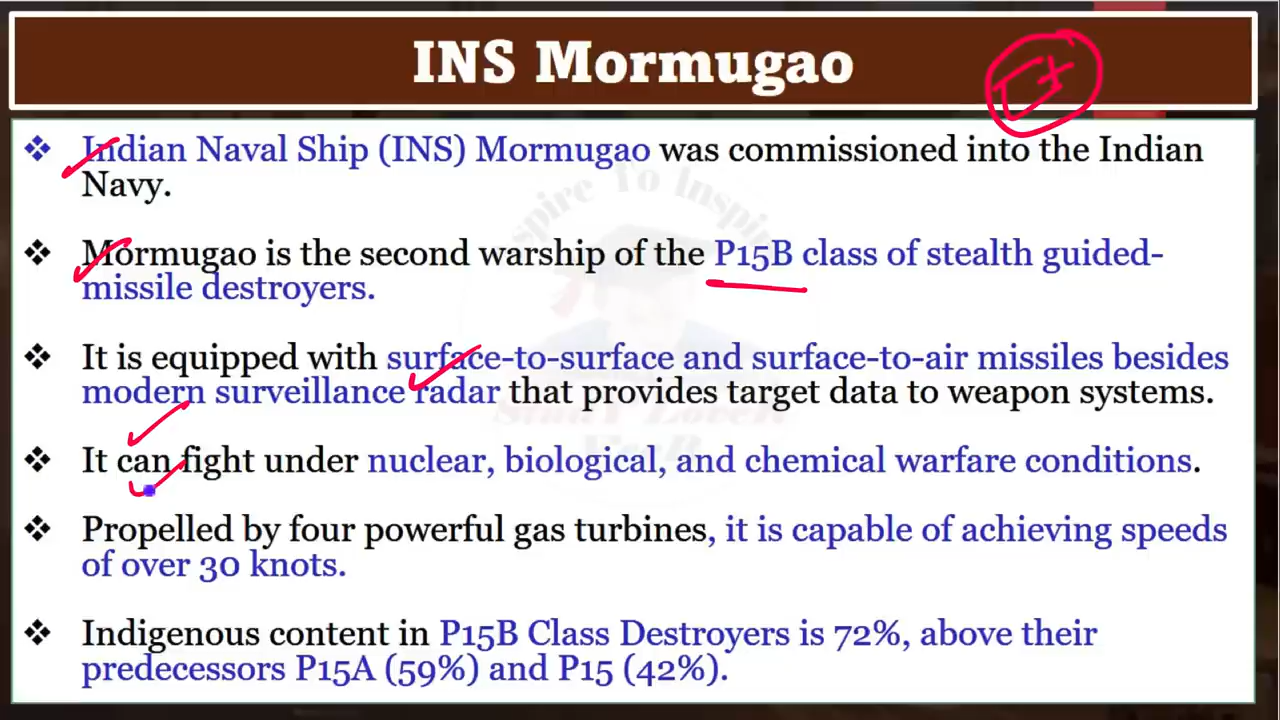 INS Mormugao
❖ Indian Naval Ship (INS) Mormugao was commissioned into the Indian
Navy.
❖ Mormugao is the second warship of the P15B class of stealth guided-
missile destroyers.
❖ It is equipped with surface-to-surface and surface-to-air missiles besides
modern surveillance radar that provides target data to weapon systems.
❖ It can fight under nuclear, biological, and chemical warfare conditions.
❖ Propelled by four powerful gas turbines, it is capable of achieving speeds
of over 30 knots.
❖ Indigenous content in P15B Class Destroyers is 72%, above their
predecessors P15A (59%) and P15 (42%).